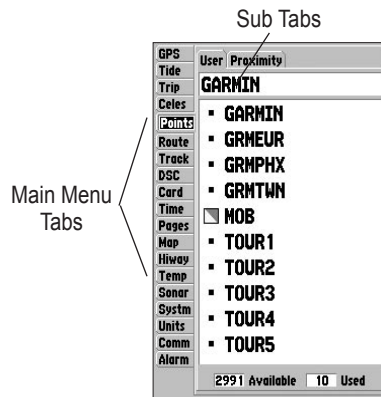 Sub Tabs
Main Menu
Tabs
GPS
Tide
Trip
Celes
Points
Route
Track
DSC
Card
Time
Pages
Map
Hiway
Temp
Sonar
Systm
Units
Comm
Alarm
User Proximity
GARMIN
GARMIN
GRMEUR
GRMPHX
GRMTWN
MOB
TOUR1
TOUR2
TOUR3
TOUR4
TOUR5
2991 Available 10 Used